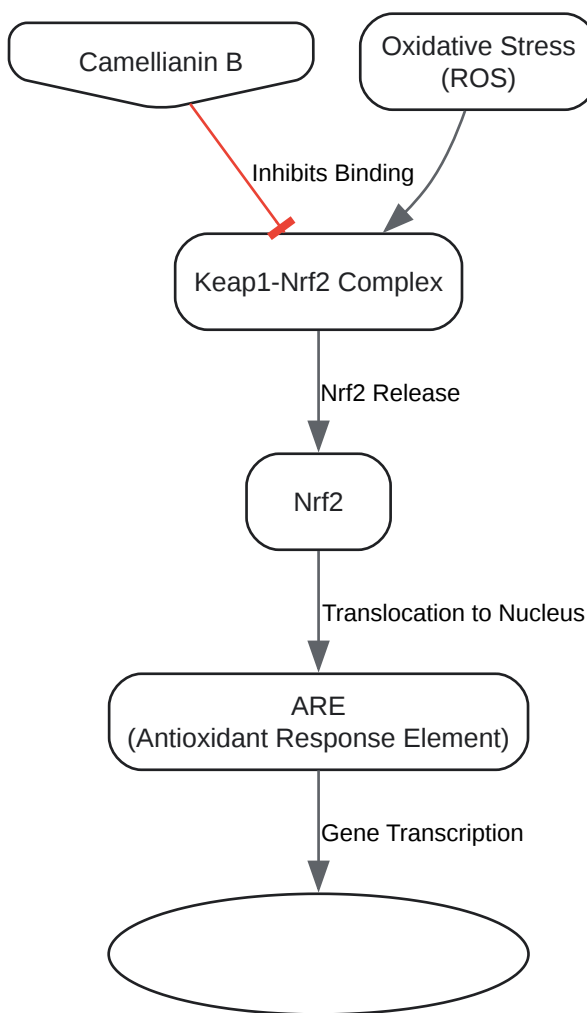 Camellianin B
Oxidative Stress
(ROS)
Inhibits Binding
Keap1-Nrf2 Complex
Nrf2 Release
Nrf2
Translocation to Nucleus
ARE
(Antioxidant Response Element)
Gene Transcription